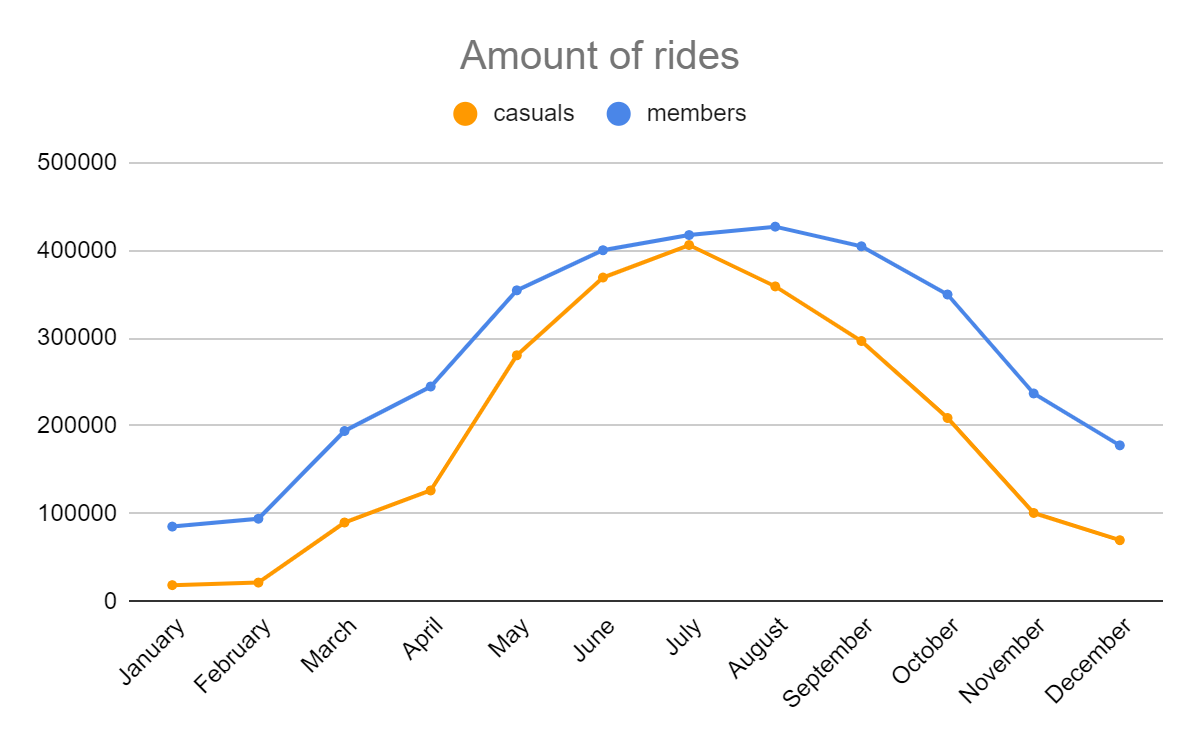 Amount of rides
casuals members
500000
400000
300000
200000
100000
0
January February March April May June July August September October November December